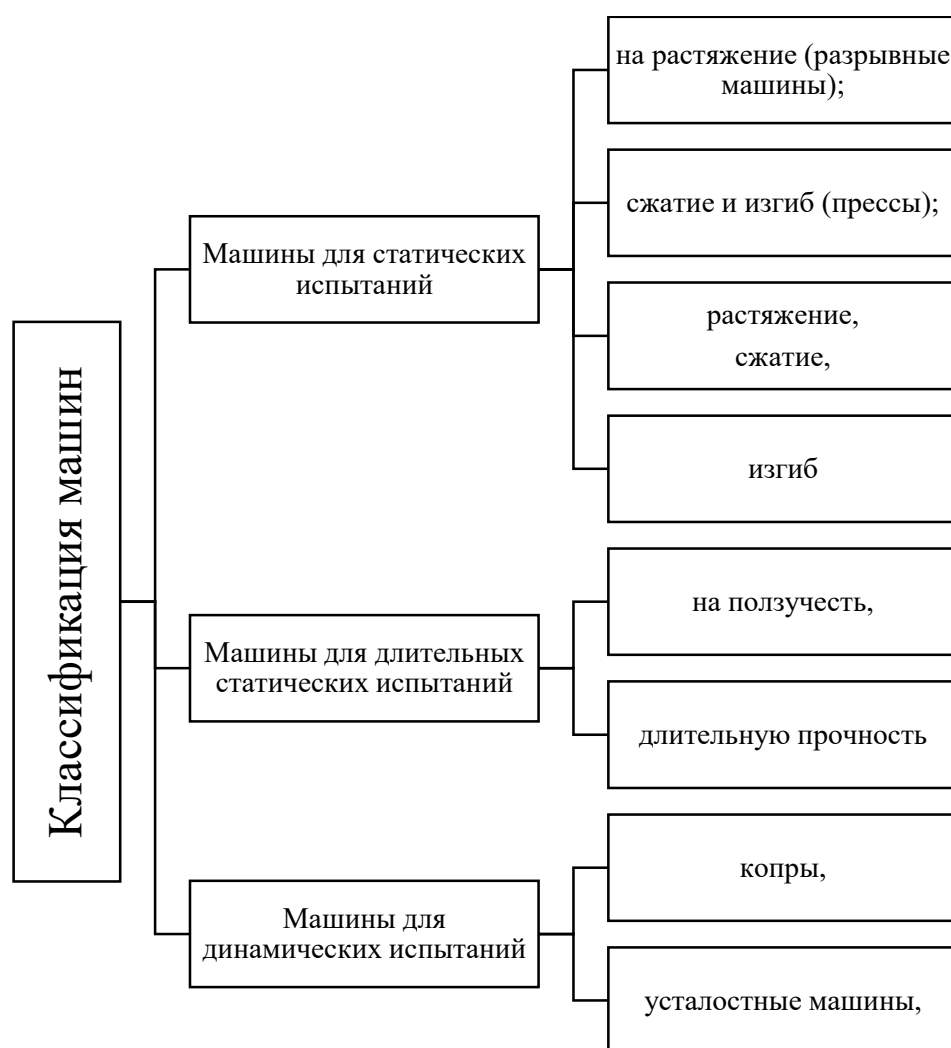 Классификация машин
Машины для статических
испытаний
на растяжение (разрывные
машины);
сжатие и изгиб (прессы);
растяжение,
сжатие,
изгиб
Машины для длительных
статических испытаний
на ползучесть,
длительную прочность
Машины для
динамических испытаний
копры,
усталостные машины,